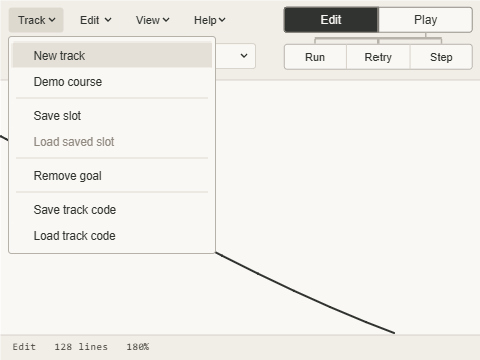 Track Edit View Help
Edit Play
Run Retry Step
New track
Demo course
Save slot
Load saved slot
Remove goal
Save track code
Load track code
Edit 128 lines 180%